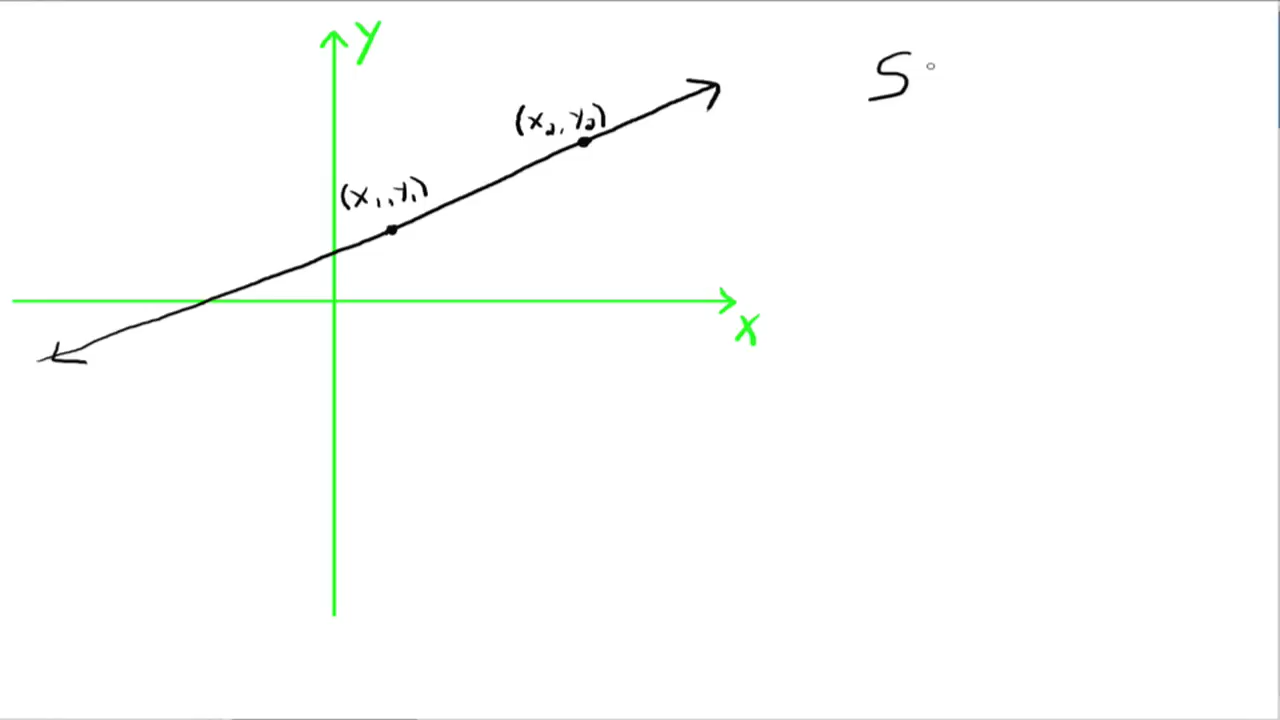 y
S
(x₂, y₂)
(x₁, y₁)
x